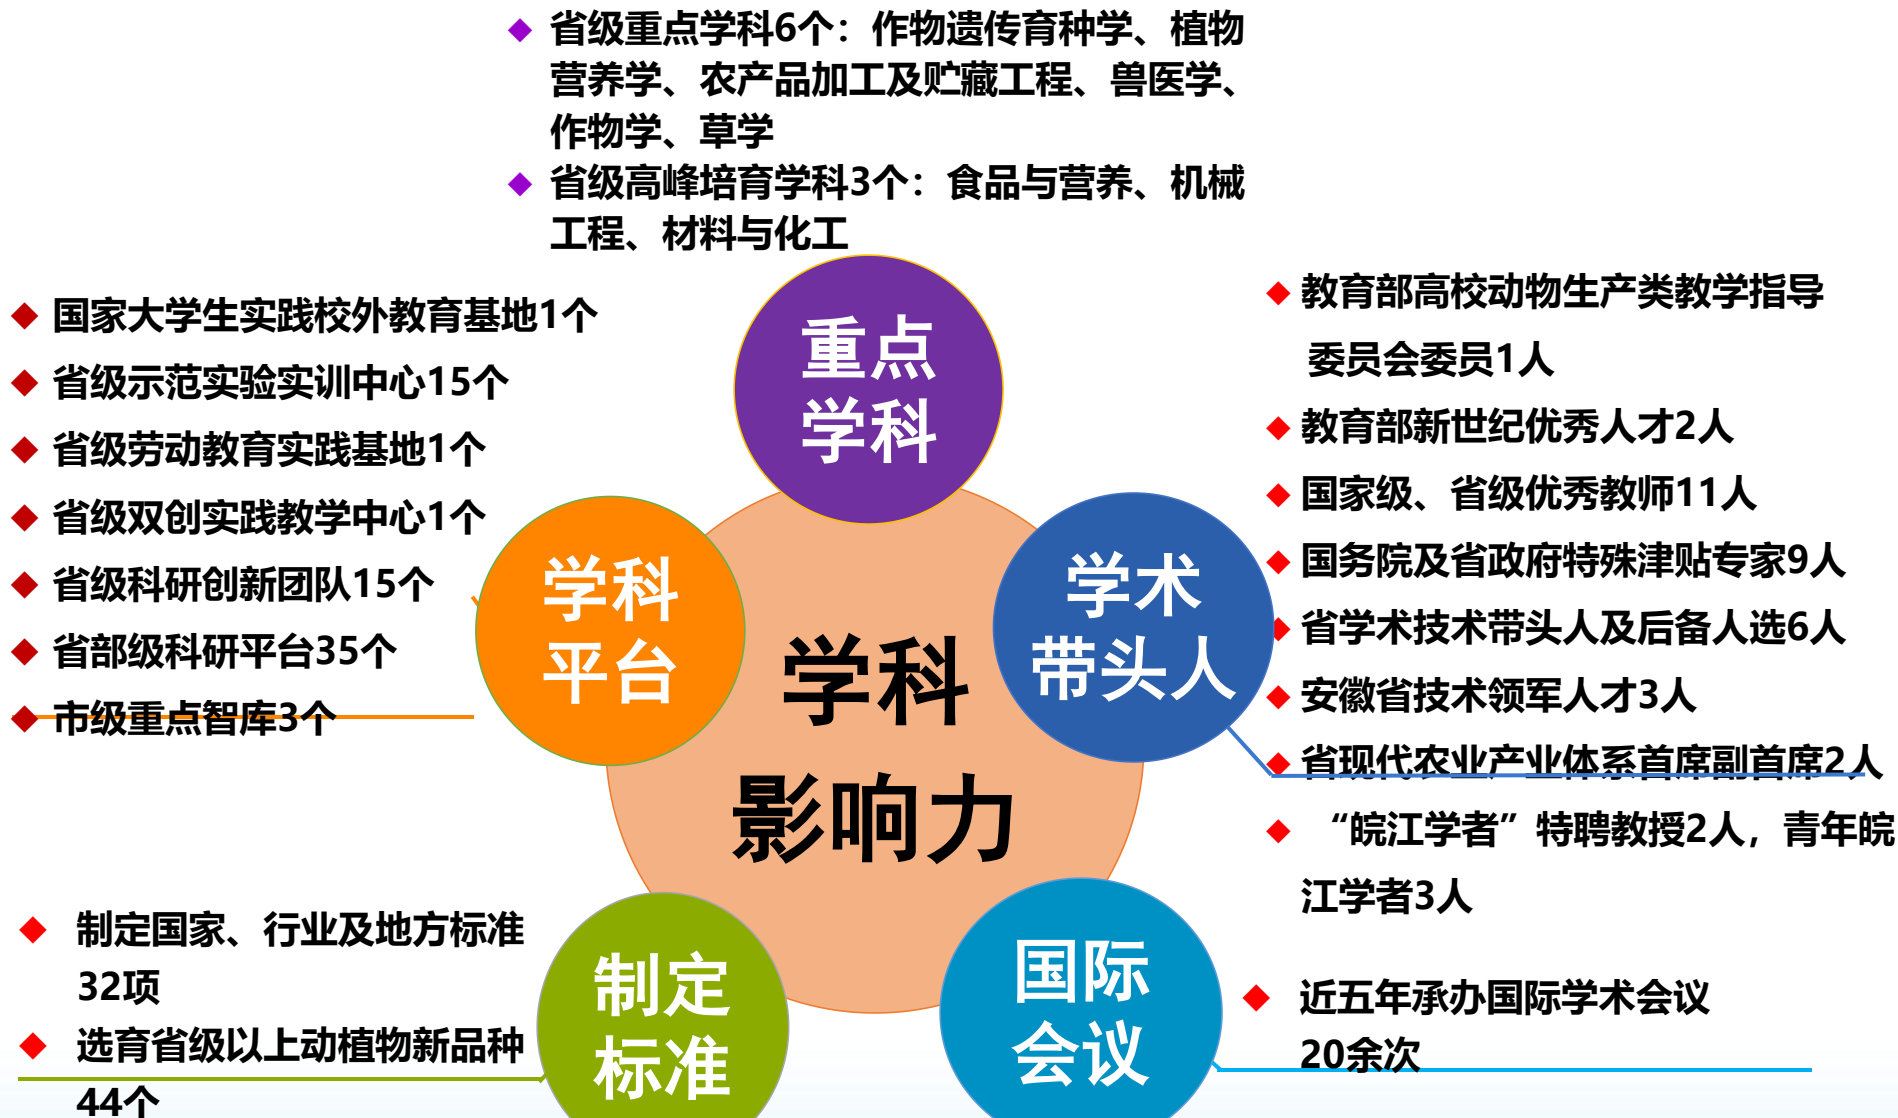 省级重点学科6个：作物遗传育种学、植物
营养学、农产品加工及贮藏工程、兽医学、
作物学、草学
省级高峰培育学科3个：食品与营养、机械
工程、材料与化工
重点
学科
国家大学生实践校外教育基地1个
省级示范实验实训中心15个
省级劳动教育实践基地1个
省级双创实践教学中心1个
省级科研创新团队15个
省部级科研平台35个
市级重点智库3个
学科
平台
学科
影响力
学术
带头人
教育部高校动物生产类教学指导
委员会委员1人
教育部新世纪优秀人才2人
国家级、省级优秀教师11人
国务院及省政府特殊津贴专家9人
省学术技术带头人及后备人选6人
安徽省技术领军人才3人
省现代农业产业体系首席副首席2人
“皖江学者”特聘教授2人，青年皖
江学者3人
制定国家、行业及地方标准
32项
选育省级以上动植物新品种
44个
制定
标准
国际
会议
近五年承办国际学术会议
20余次